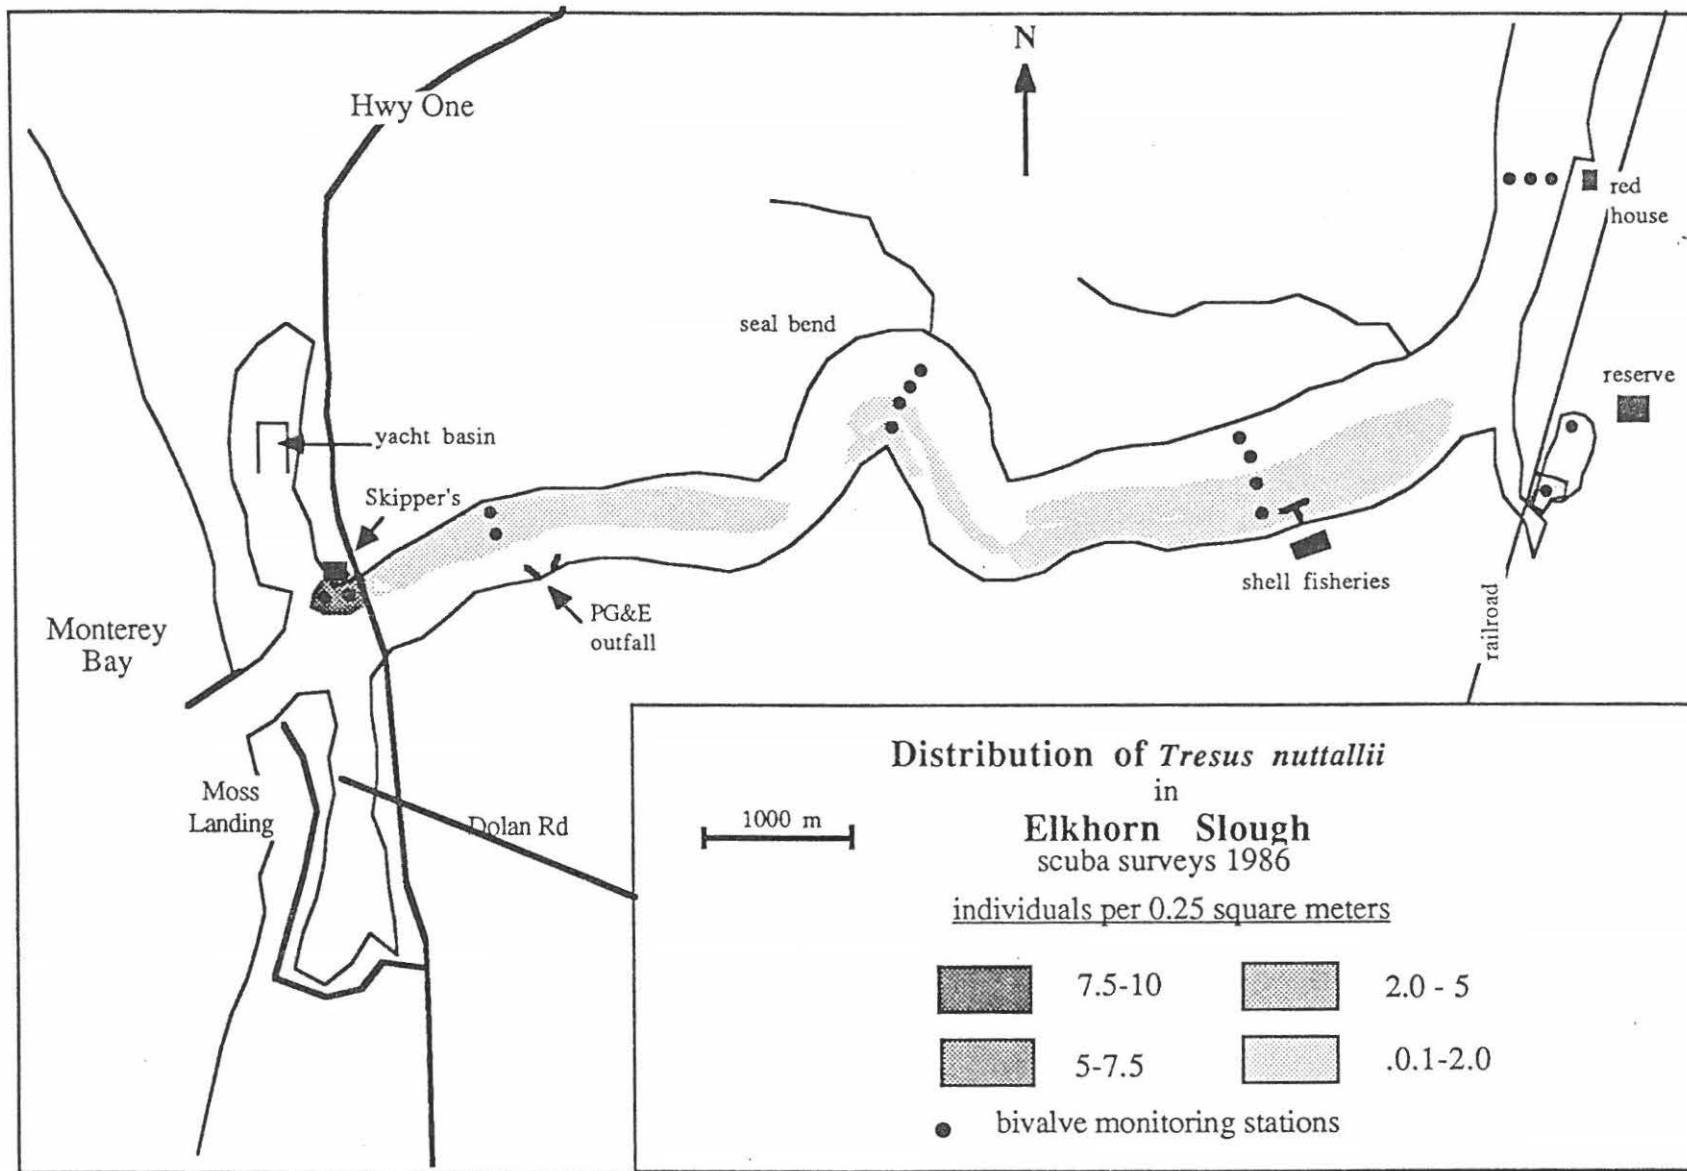 N
Hwy One
red
house
seal bend
reserve
yacht basin
Skipper's
shell fisheries
PG&E
outfall
Monterey
Bay
railroad
Moss
Landing
Dolan Rd
Distribution of Tresus nuttallii
in
Elkhorn Slough
scuba surveys 1986
1000 m
individuals per 0.25 square meters
7.5-10
2.0 - 5
5-7.5
.0.1-2.0
bivalve monitoring stations